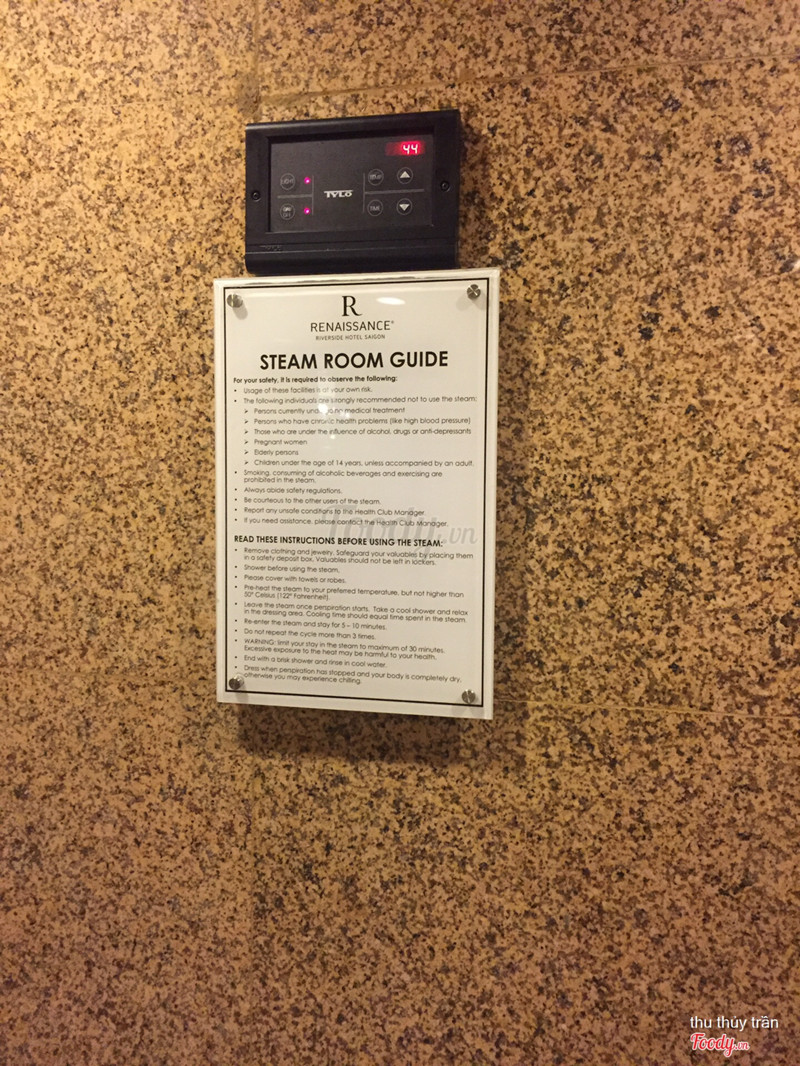 44
LIGHT
TEMP
TYLÖ
ON
OFF
TIME
R
RENAISSANCE®
RIVERSIDE HOTEL SAIGON
STEAM ROOM GUIDE
For your safety, it is required to observe the following:
• Usage of these facilities is at your own risk.
• The following individuals are strongly recommended not to use the steam:
➢ Persons currently undergoing medical treatment
➢ Persons who have chronic health problems (like high blood pressure)
➢ Those who are under the influence of alcohol, drugs or anti-depressants
➢ Pregnant women
➢ Elderly persons
➢ Children under the age of 14 years, unless accompanied by an adult.
• Smoking, consuming of alcoholic beverages and exercising are
prohibited in the steam.
• Always abide safety regulations.
• Be courteous to the other users of the steam.
• Report any unsafe conditions to the Health Club Manager.
• If you need assistance, please contact the Health Club Manager.
READ THESE INSTRUCTIONS BEFORE USING THE STEAM:
• Remove clothing and jewelry. Safeguard your valuables by placing them
in a safety deposit box. Valuables should not be left in lockers.
• Shower before using the steam.
• Please cover with towels or robes.
• Pre-heat the steam to your preferred temperature, but not higher than
50° Celsius (122° Fahrenheit).
• Leave the steam once perspiration starts. Take a cool shower and relax
in the dressing area. Cooling time should equal time spent in the steam.
• Re-enter the steam and stay for 5 – 10 minutes.
• Do not repeat the cycle more than 3 times.
• WARNING: limit your stay in the steam to maximum of 30 minutes.
Excessive exposure to the heat may be harmful to your health.
• End with a brisk shower and rinse in cool water.
• Dress when perspiration has stopped and your body is completely dry,
otherwise you may experience chilling.
Foody.vn
thu thủy trần
Foody.vn